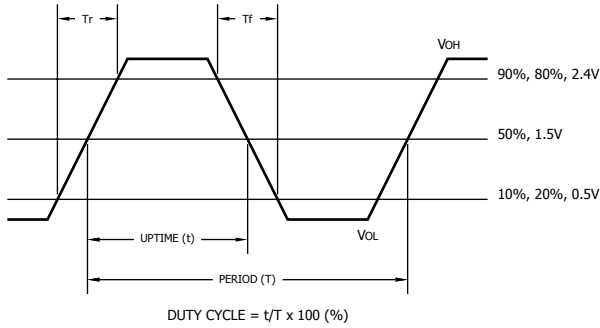 Tr
Tf
VOH
90%, 80%, 2.4V
50%, 1.5V
10%, 20%, 0.5V
VOL
UPTIME (t)
PERIOD (T)
DUTY CYCLE = t/T x 100 (%)